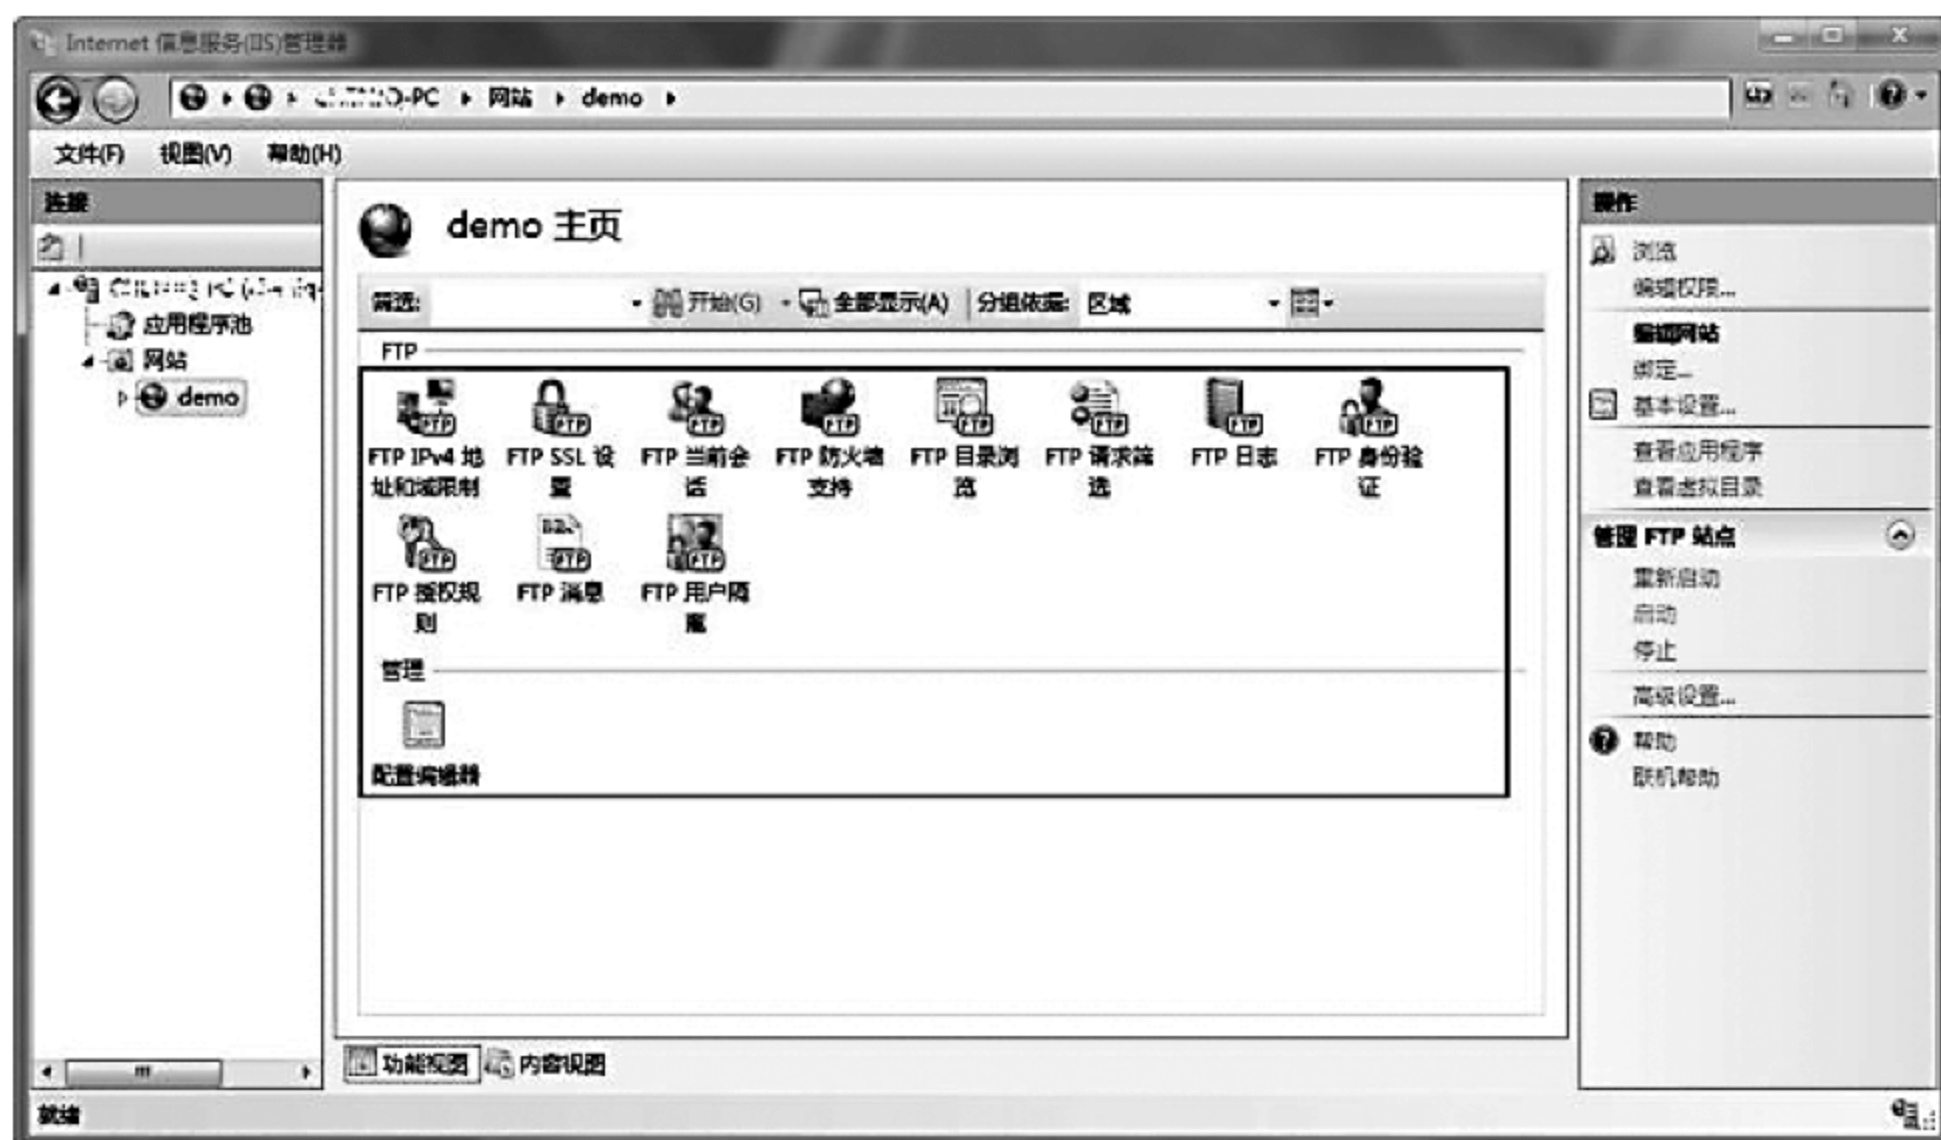 Internet 信息服务(IIS)管理器
-PC 网站 demo
文件(F) 视图(V) 帮助(H)
连接
应用程序池
网站
demo
demo 主页
筛选: 开始(G) 全部显示(A) 分组依据: 区域
FTP
FTP IPv4 地址和域限制
FTP SSL 设置
FTP 当前会话
FTP 防火墙支持
FTP 目录浏览
FTP 请求筛选
FTP 日志
FTP 身份验证
FTP 授权规则
FTP 消息
FTP 用户隔离
管理
配置编辑器
功能视图 内容视图
操作
浏览
编辑权限...
编辑网站
绑定...
基本设置...
查看应用程序
查看虚拟目录
管理 FTP 站点
重新启动
启动
停止
高级设置...
帮助
联机帮助
就绪